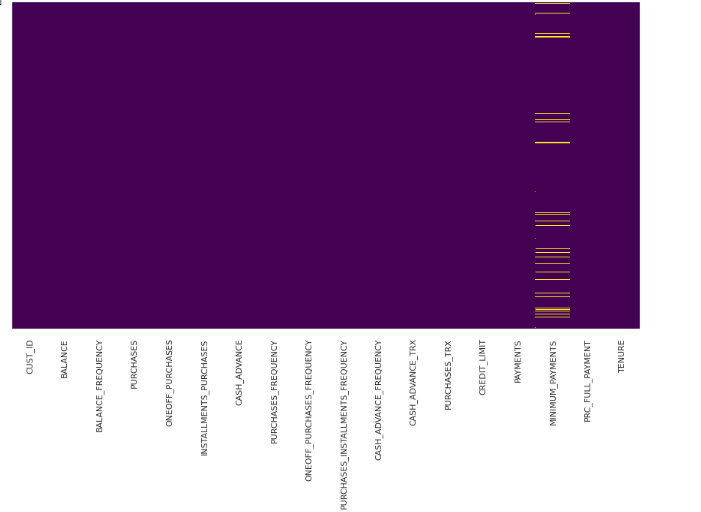 CUST_ID
BALANCE
BALANCE_FREQUENCY
PURCHASES
ONEOFF_PURCHASES
INSTALLMENTS_PURCHASES
CASH_ADVANCE
PURCHASES_FREQUENCY
ONEOFF_PURCHASES_FREQUENCY
PURCHASES_INSTALLMENTS_FREQUENCY
CASH_ADVANCE_FREQUENCY
CASH_ADVANCE_TRX
PURCHASES_TRX
CREDIT_LIMIT
PAYMENTS
MINIMUM_PAYMENTS
PRC_FULL_PAYMENT
TENURE